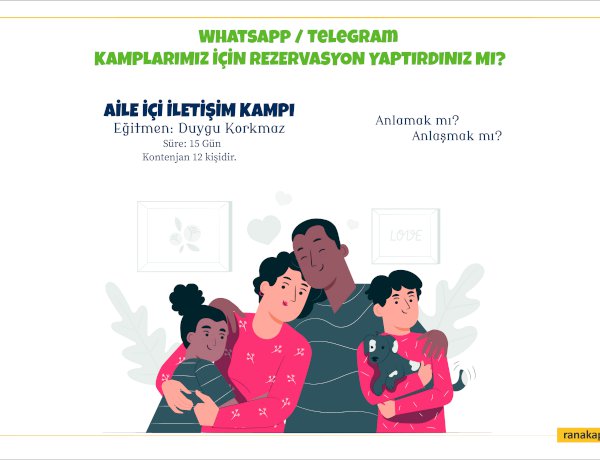 WHATSAPP / TELEGRAM
KAMPLARIMIZ İÇİN REZERVASYON YAPTIRDINIZ MI?
AİLE İÇİ İLETİŞİM KAMPI
Eğitmen: Duygu Korkmaz
Süre: 15 Gün
Kontenjan 12 kişidir.
Anlamak mı?
Anlaşmak mı?
LOVE
ranakap